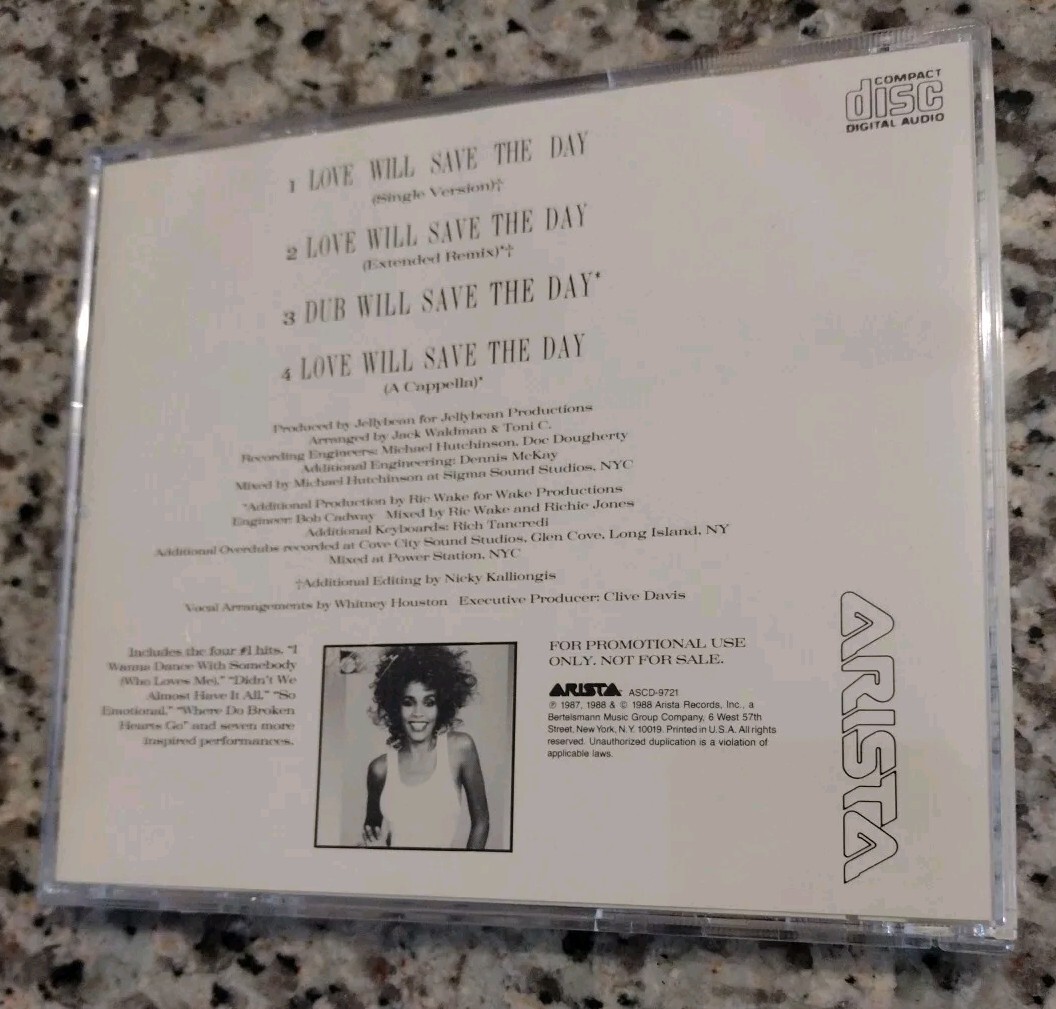 COMPACT
disc
DIGITAL AUDIO
1 LOVE WILL SAVE THE DAY
(Single Version)†
2 LOVE WILL SAVE THE DAY
(Extended Remix)*†
3 DUB WILL SAVE THE DAY*
4 LOVE WILL SAVE THE DAY
(A Cappella)*
Produced by Jellybean for Jellybean Productions
Arranged by Jack Waldman & Toni C.
Recording Engineers: Michael Hutchinson, Doc Dougherty
Additional Engineering: Dennis McKay
Mixed by Michael Hutchinson at Sigma Sound Studios, NYC
*Additional Production by Ric Wake for Wake Productions
Engineer: Bob Cadway Mixed by Ric Wake and Richie Jones
Additional Keyboards: Rich Tancredi
Additional Overdubs recorded at Cove City Sound Studios, Glen Cove, Long Island, NY
Mixed at Power Station, NYC
†Additional Editing by Nicky Kalliongis
Vocal Arrangements by Whitney Houston Executive Producer: Clive Davis
Includes the four #1 hits, "I
Wanna Dance With Somebody
(Who Loves Me)," "Didn't We
Almost Have It All," "So
Emotional," "Where Do Broken
Hearts Go" and seven more
inspired performances.
FOR PROMOTIONAL USE
ONLY. NOT FOR SALE.
ARISTA ASCD-9721
℗ 1987, 1988 & © 1988 Arista Records, Inc., a
Bertelsmann Music Group Company, 6 West 57th
Street, New York, N.Y. 10019. Printed in U.S.A. All rights
reserved. Unauthorized duplication is a violation of
applicable laws.
ARISTA